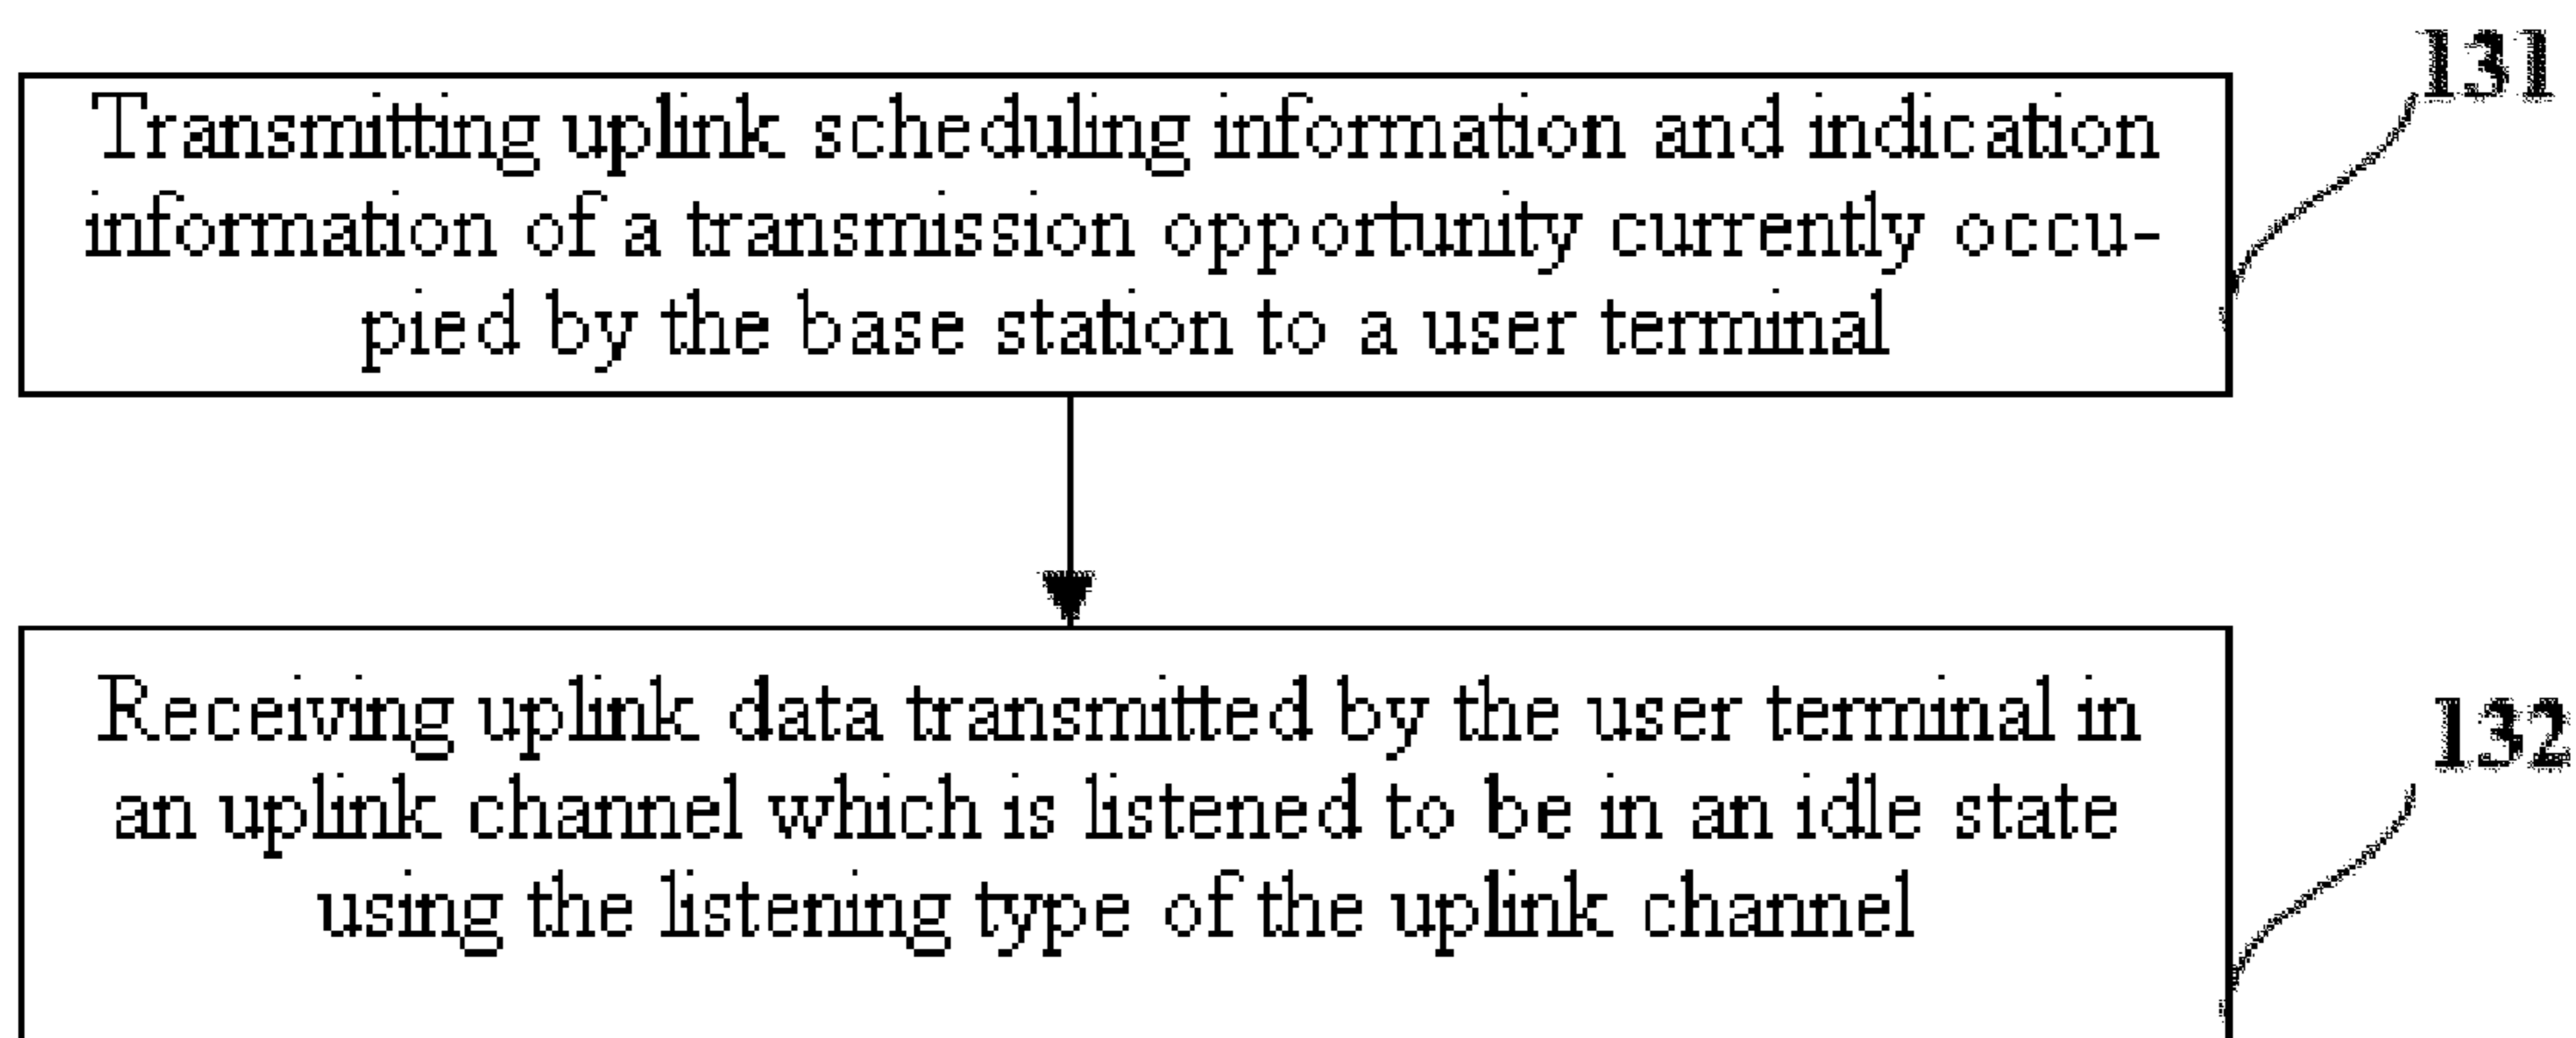 131
Transmitting uplink scheduling information and indication
information of a transmission opportunity currently occu-
pied by the base station to a user terminal
Receiving uplink data transmitted by the user terminal in
an uplink channel which is listened to be in an idle state
using the listening type of the uplink channel
132